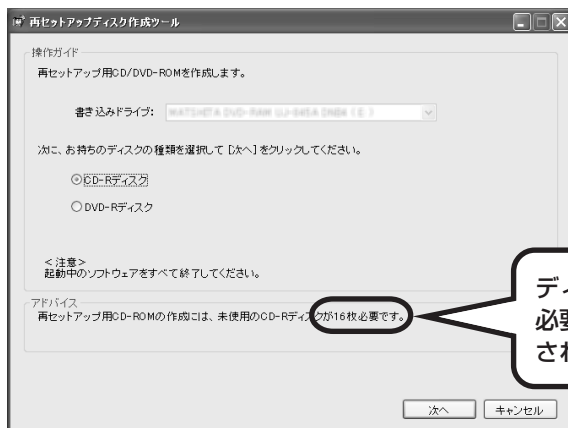 再セットアップディスク作成ツール
操作ガイド
再セットアップ用CD/DVD-ROMを作成します。
書き込みドライブ:
次に、お持ちのディスクの種類を選択して [次へ] をクリックしてください。
CD-Rディスク
DVD-Rディスク
<注意>
起動中のソフトウェアをすべて終了してください。
アドバイス
再セットアップ用CD-ROMの作成には、未使用のCD-Rディスクが16枚必要です。
ディ
必要
され
次へ
キャンセル